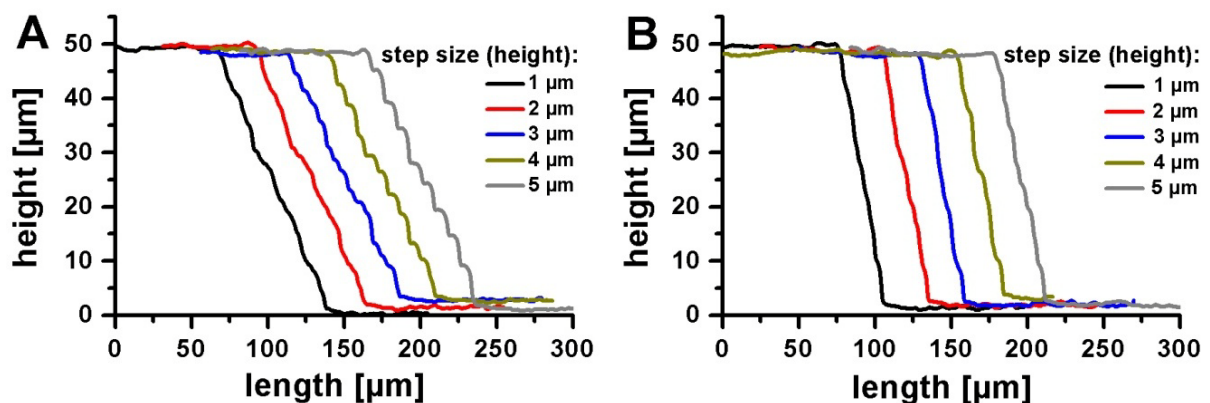 A
step size (height):
1 µm
2 µm
3 µm
4 µm
5 µm
height [µm]
50
40
30
20
10
0
0 50 100 150 200 250 300
length [µm]
B
step size (height):
1 µm
2 µm
3 µm
4 µm
5 µm
height [µm]
50
40
30
20
10
0
0 50 100 150 200 250 300
length [µm]